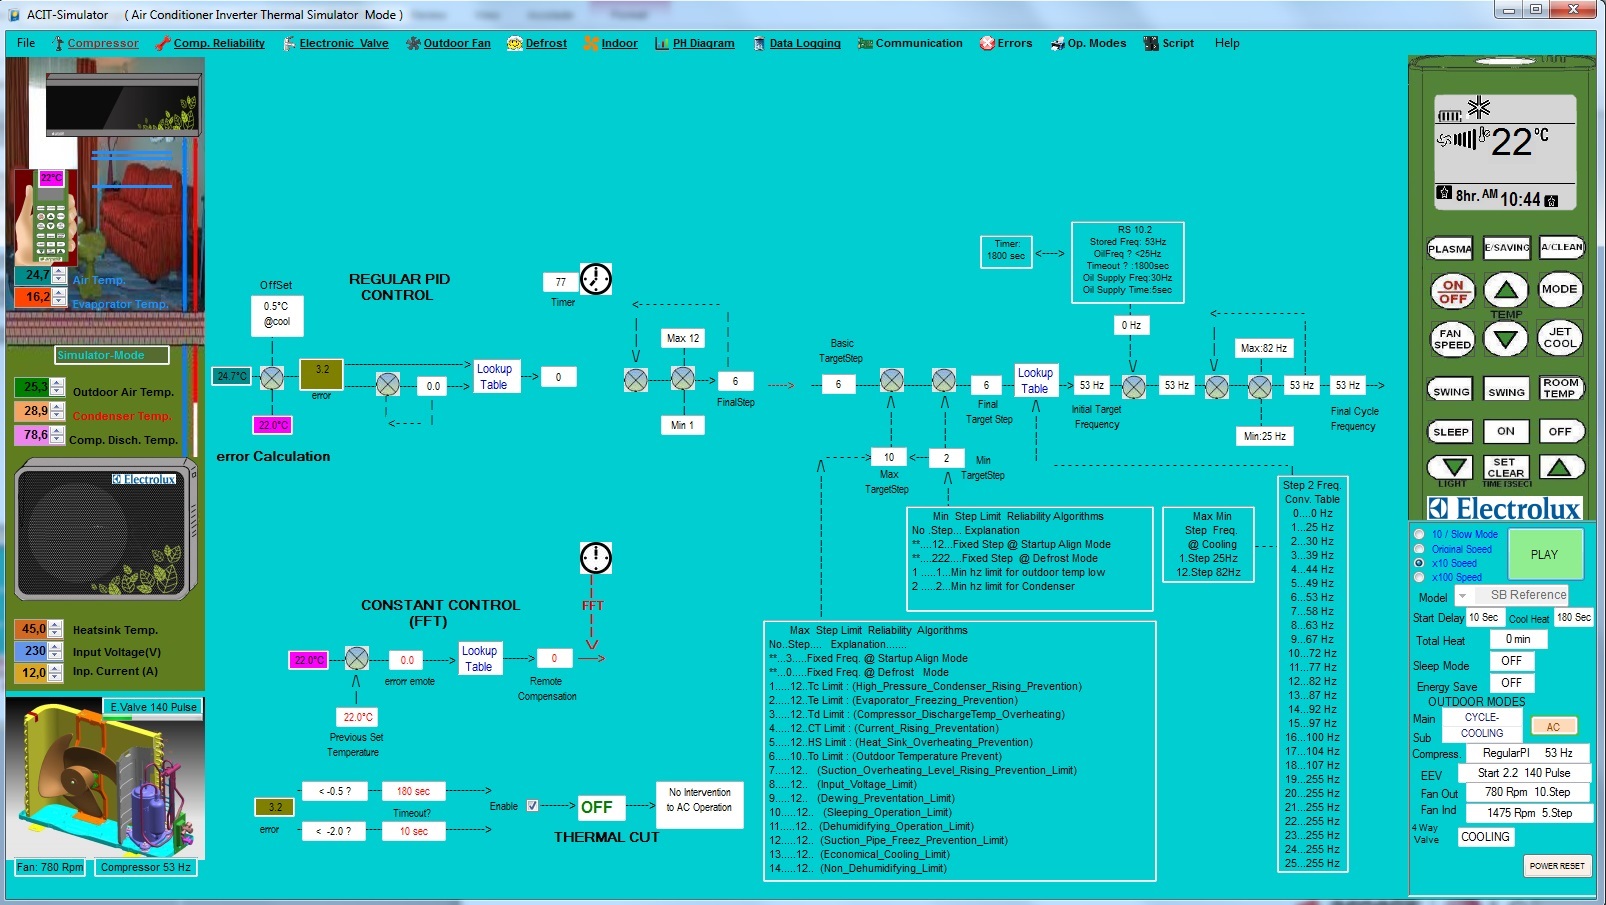 ACIT-Simulator ( Air Conditioner Inverter Thermal Simulator Mode )
File Compressor Comp. Reliability Electronic Valve Outdoor Fan Defrost Indoor PH Diagram Data Logging Communication Errors Op. Modes Script Help
22°C
24,7 Air Temp.
16,2 Evaporator Temp.
Simulator-Mode
25,3 Outdoor Air Temp.
28,9 Condenser Temp.
78,6 Comp. Disch. Temp.
Electrolux
45,0 Heatsink Temp.
230 Input Voltage(V)
12,0 Inp. Current (A)
E.Valve 140 Pulse
Fan: 780 Rpm Compressor 53 Hz
REGULAR PID
CONTROL
OffSet
0.5°C
@cool
24.7°C
3.2
error
22.0°C
0.0
Lookup
Table
0
error Calculation
77
Timer
Max 12
6
FinalStep
Min 1
Basic
TargetStep
6
10
Max
TargetStep
2
Min
TargetStep
6
Final
Target Step
Lookup
Table
Timer:
1800 sec
RS 10.2
Stored Freq: 53Hz
OilFreq ? <25Hz
Timeout ? :1800sec
Oil Supply Freq:30Hz
Oil Supply Time:5sec
0 Hz
53 Hz
Initial Target
Frequency
53 Hz
Max:82 Hz
Min:25 Hz
53 Hz
53 Hz
Final Cycle
Frequency
Min Step Limit Reliability Algorithms
No .Step... Explanation
**....12...Fixed Step @ Startup Align Mode
**....222....Fixed Step @ Defrost Mode
1 .....1...Min hz limit for outdoor temp low
2 .....2...Min hz limit for Condenser
Max Min
Step Freq.
@ Cooling
1.Step 25Hz
12.Step 82Hz
Step 2 Freq.
Conv. Table
0....0 Hz
1...25 Hz
2...30 Hz
3...39 Hz
4...44 Hz
5...49 Hz
6...53 Hz
7...58 Hz
8...63 Hz
9...67 Hz
10...72 Hz
11...77 Hz
12...82 Hz
13...87 Hz
14...92 Hz
15...97 Hz
16...100 Hz
17...104 Hz
18...107 Hz
19...255 Hz
20...255 Hz
21...255 Hz
22...255 Hz
23...255 Hz
24...255 Hz
25...255 Hz
CONSTANT CONTROL
(FFT)
FFT
22.0°C
0.0
errorr emote
Lookup
Table
0
Remote
Compensation
22.0°C
Previous Set
Temperature
3.2
error
< -0.5 ?
180 sec
Timeout?
< -2.0 ?
10 sec
Enable
OFF
THERMAL CUT
No Intervention
to AC Operation
Max Step Limit Reliability Algorithms
No..Step.... Explanation.......
**...3....Fixed Freq. @ Startup Align Mode
**...0....Fixed Freq. @ Defrost Mode
1....12..Tc Limit : (High_Pressure_Condenser_Rising_Prevention)
2....12..Te Limit : (Evaporator_Freezing_Prevention)
3....12..Td Limit : (Compressor_DischargeTemp_Overheating)
4....12..CT Limit : (Current_Rising_Preventation)
5....12..HS Limit : (Heat_Sink_Overheating_Prevention)
6....10..To Limit : (Outdoor Temperature Prevent)
7.....12.. (Suction_Overheating_Level_Rising_Prevention_Limit)
8.....12.. (Input_Voltage_Limit)
9.....12.. (Dewing_Preventation_Limit)
10.....12.. (Sleeping_Operation_Limit)
11.....12.. (Dehumidifying_Operation_Limit)
12.....12.. (Suction_Pipe_Freez_Prevention_Limit)
13.....12.. (Economical_Cooling_Limit)
14.....12.. (Non_Dehumidifying_Limit)
22°C
8hr. AM 10:44
PLASMA E/SAVING A/CLEAN
ON
OFF
TEMP
MODE
FAN
SPEED
JET
COOL
SWING SWING ROOM
TEMP
SLEEP ON OFF
LIGHT
SET
CLEAR
TIME(3SEC)
Electrolux
10 / Slow Mode
Original Speed
x10 Speed
x100 Speed
PLAY
Model SB Reference
Start Delay 10 Sec Cool Heat 180 Sec
Total Heat 0 min
Sleep Mode OFF
Energy Save OFF
OUTDOOR MODES
Main CYCLE-
Sub COOLING
AC
Compress. RegularPI 53 Hz
EEV Start 2.2 140 Pulse
Fan Out 780 Rpm 10.Step
Fan Ind 1475 Rpm 5.Step
4 Way
Valve COOLING
POWER RESET